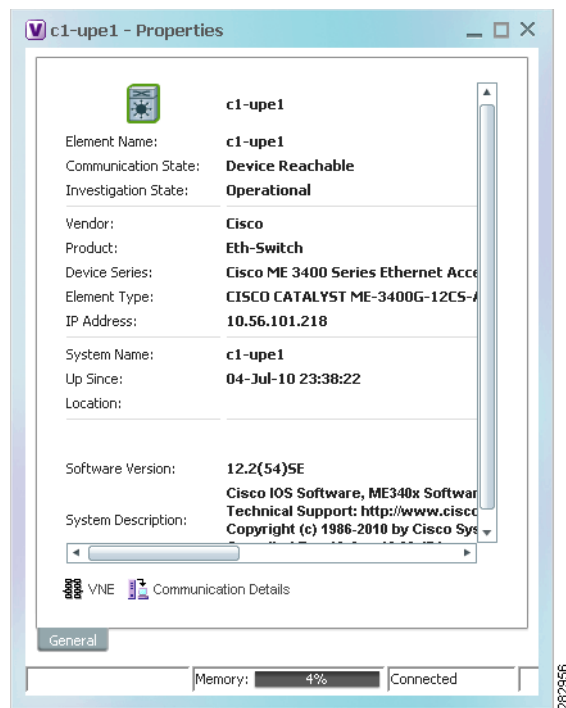 c1-upe1 - Properties
c1-upe1
Element Name: c1-upe1
Communication State: Device Reachable
Investigation State: Operational
Vendor: Cisco
Product: Eth-Switch
Device Series: Cisco ME 3400 Series Ethernet Acce
Element Type: CISCO CATALYST ME-3400G-12CS-A
IP Address: 10.56.101.218
System Name: c1-upe1
Up Since: 04-Jul-10 23:38:22
Location:
Software Version: 12.2(54)SE
Cisco IOS Software, ME340x Softwar
Technical Support: http://www.cisco
System Description:
Copyright (c) 1986-2010 by Cisco Sys
VNE Communication Details
General
Memory: 4% Connected
282956